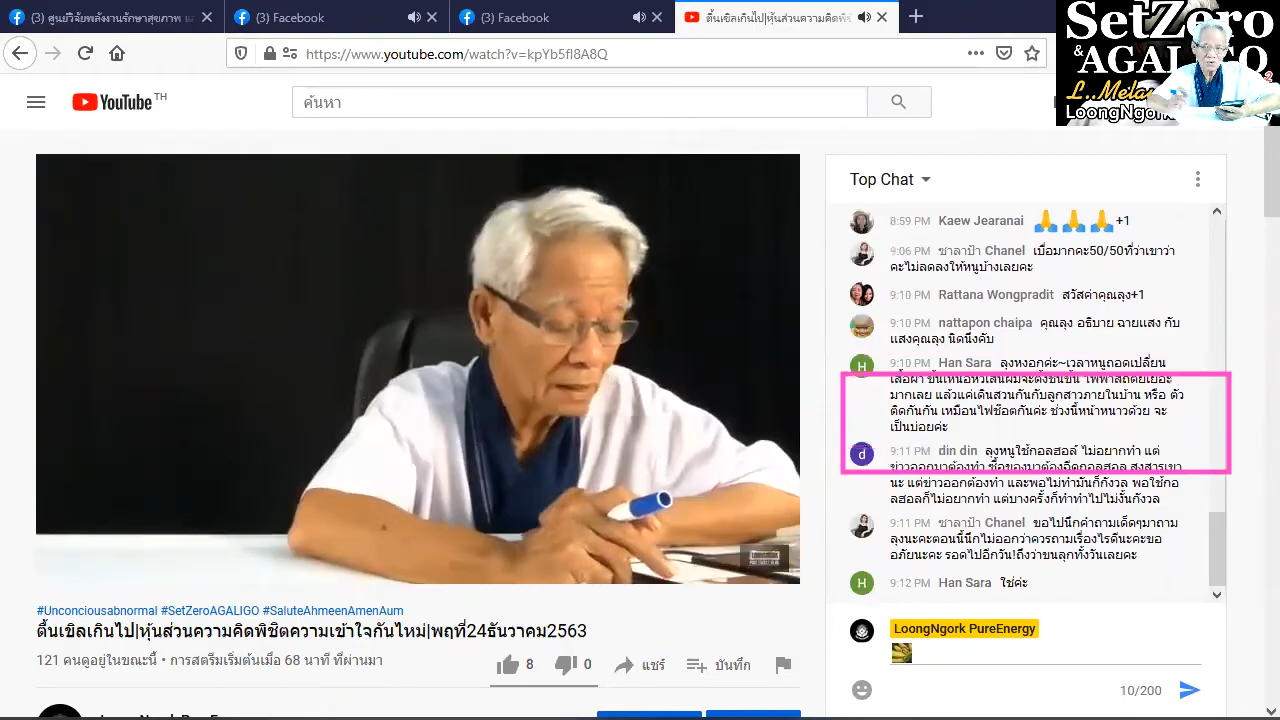 (3) ศูนย์วิจัยพลังงานรักษาสุขภาพ
(3) Facebook
(3) Facebook
ตื้นเขิลเกินไป|หุ้นส่วนความคิดพิชิ
https://www.youtube.com/watch?v=kpYb5fI8A8Q
SetZero
& AGALIGO
2
LoongNgork
YouTube TH
ค้นหา
Top Chat
8:59 PM Kaew Jearanai 🙏🙏🙏+1
9:06 PM ชาลาป้า Chanel เบื่อมากคะ50/50ที่ว่าเขาว่า
คะไม่ลดลงให้หนูบ้างเลยคะ
9:10 PM Rattana Wongpradit สวัสค่าคุณลุง+1
9:10 PM nattapon chaipa คุณลุง อธิบาย ฉายแสง กับ
แสงคุณลุง นิดนึงคับ
9:10 PM Han Sara ลุงหงอกค่ะ~เวลาหนูถอดเปลี่ยน
เสื้อผ้า ขึ้นเหนือหัวเส้นผมจะตั้งชันขึ้น ไฟฟ้าสถิตย์เยอะ
มากเลย แล้วแค่เดินสวนกันกับลูกสาวภายในบ้าน หรือ ตัว
ติดกันกัน เหมือนไฟช๊อตกันค่ะ ช่วงนี้หน้าหนาวด้วย จะ
เป็นบ่อยค่ะ
9:11 PM din din ลุงหนูใช้กอลฮอล์ ไม่อยากทำ แต่
ข่าวออกมาต้องทำ ซื้อของมาต้องฉีดกอลฮอล สงสารเขา
นะ แต่ข่าวออกต้องทำ และพอไม่ทำมันก็กังวล พอใช้กอ
ลฮอลก็ไม่อยากทำ แต่บางครั้งก็ทำทำไปไม่งั้นกังวล
9:11 PM ชาลาป้า Chanel ขอไปนึกคำถามเด็ดๆมาถาม
ลุงนะคะตอนนี้นึกไม่ออกว่าควรถามเรื่องไรดีนะคะขอ
อภัยนะคะ รอดไปอีกวัน!ถึงว่าขนลุกทั้งวันเลยคะ
9:12 PM Han Sara ใช่ค่ะ
LoongNgork PureEnergy
10/200
#Unconciousabnormal #SetZeroAGALIGO #SaluteAhmeenAmenAum
ตื้นเขิลเกินไป|หุ้นส่วนความคิดพิชิตความเข้าใจกันใหม่|พฤที่24ธันวาคม2563
121 คนดูอยู่ในขณะนี้ • การสตรีมเริ่มต้นเมื่อ 68 นาที ที่ผ่านมา
8
0
แชร์
บันทึก